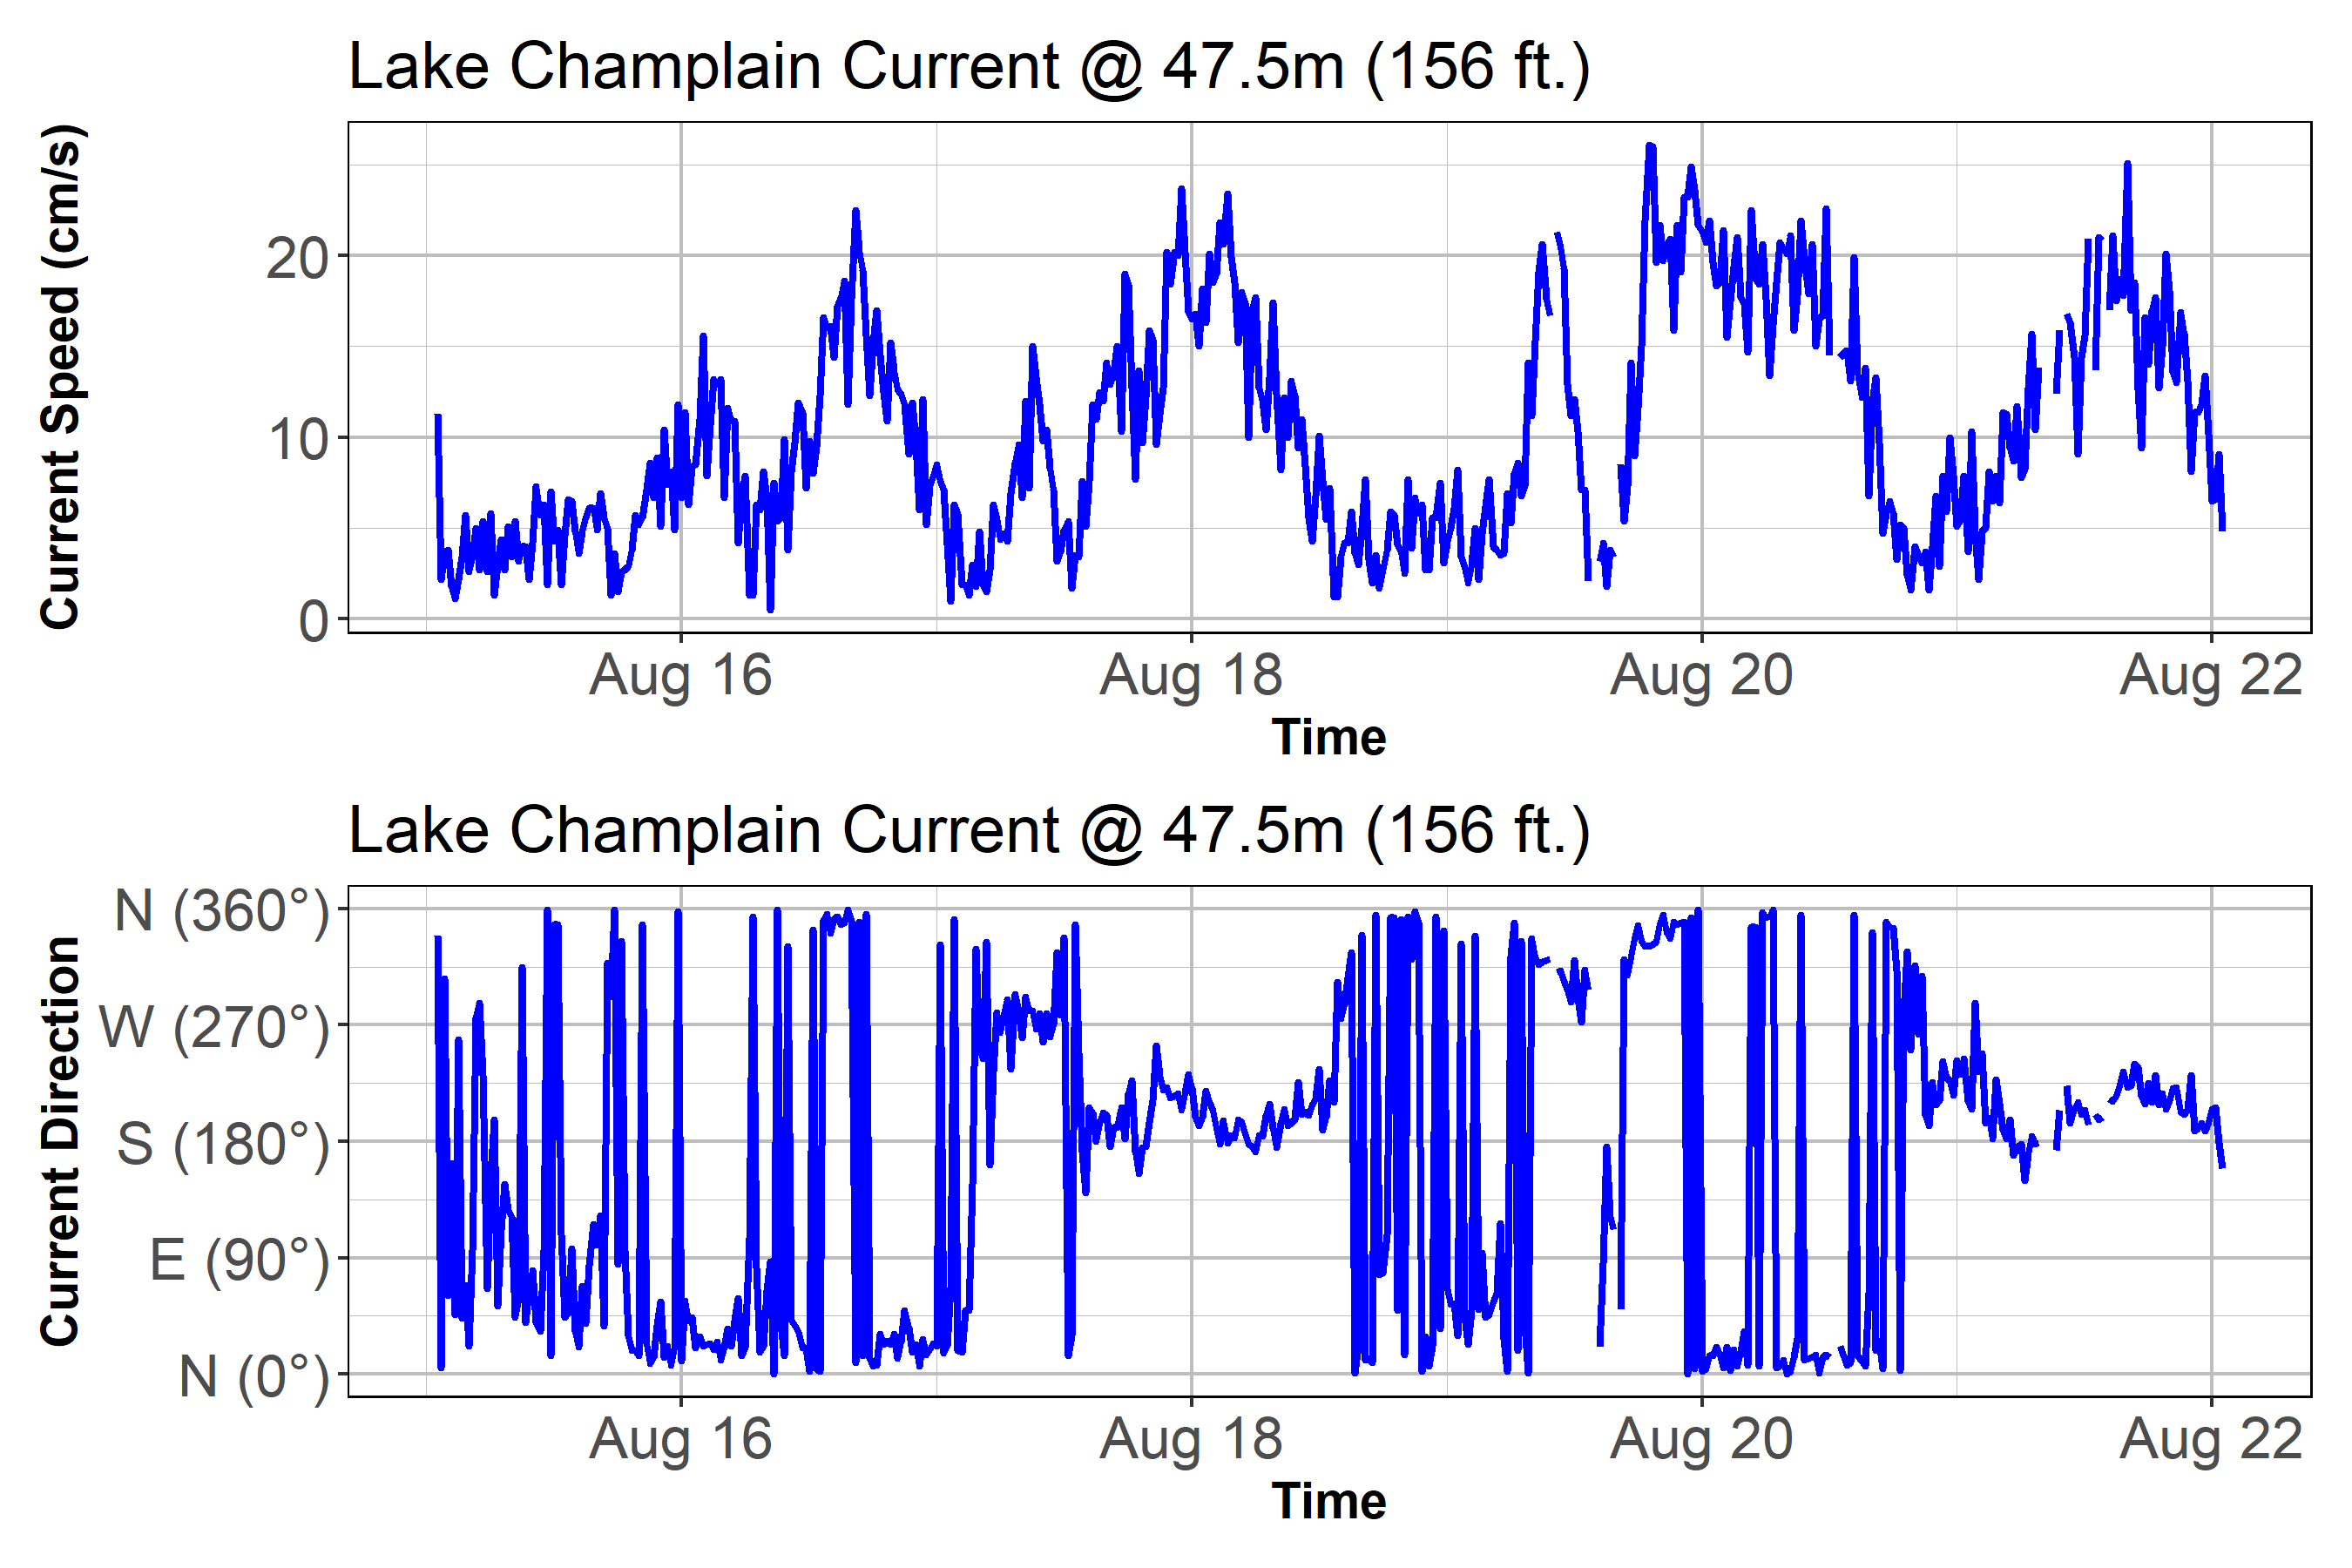 Lake Champlain Current @ 47.5m (156 ft.)
Current Speed (cm/s)
20
10
0
Aug 16 Aug 18 Aug 20 Aug 22
Time
Lake Champlain Current @ 47.5m (156 ft.)
Current Direction
N (360°)
W (270°)
S (180°)
E (90°)
N (0°)
Aug 16 Aug 18 Aug 20 Aug 22
Time